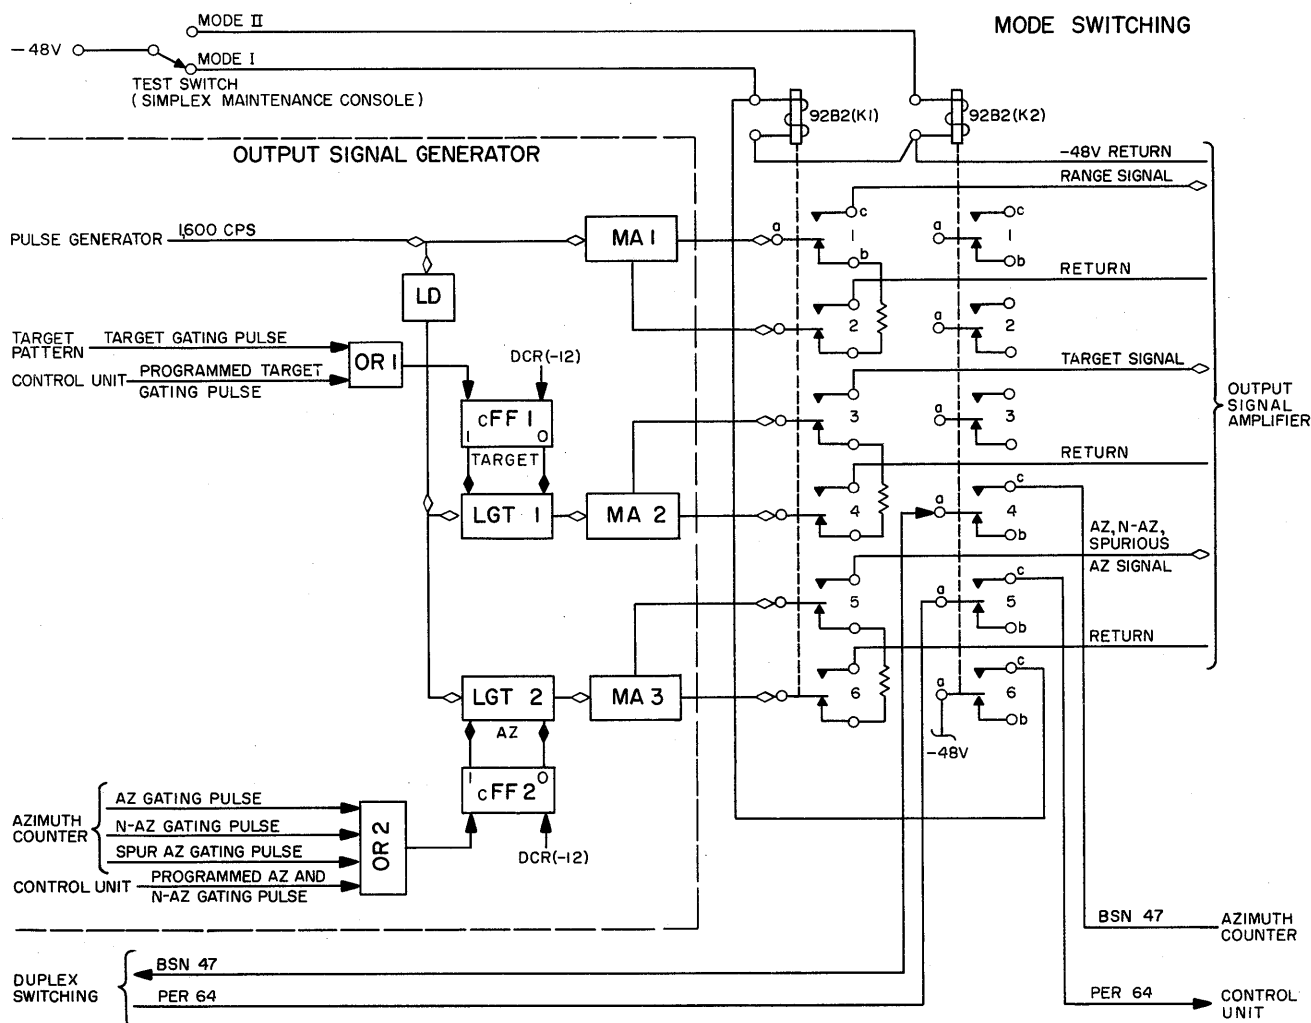 MODE SWITCHING
MODE II
–48V
MODE I
TEST SWITCH
(SIMPLEX MAINTENANCE CONSOLE)
92B2(K1)
92B2(K2)
OUTPUT SIGNAL GENERATOR
–48V RETURN
RANGE SIGNAL
PULSE GENERATOR
1,600 CPS
MA 1
a
c
1
b
a
c
1
b
LD
RETURN
2
a
2
TARGET
PATTERN
TARGET GATING PULSE
CONTROL UNIT
PROGRAMMED TARGET
GATING PULSE
OR 1
DCR(-12)
TARGET SIGNAL
cFF 1
1
0
TARGET
3
a
3
OUTPUT
SIGNAL
AMPLIFIER
RETURN
LGT 1
MA 2
4
a
c
4
b
AZ, N-AZ,
SPURIOUS
AZ SIGNAL
5
a
c
5
b
RETURN
LGT 2
MA 3
6
a
c
6
b
–48V
AZ
1
0
cFF 2
DCR(-12)
AZIMUTH
COUNTER
AZ GATING PULSE
N-AZ GATING PULSE
SPUR AZ GATING PULSE
CONTROL UNIT
PROGRAMMED AZ AND
N-AZ GATING PULSE
OR 2
BSN 47
AZIMUTH
COUNTER
DUPLEX
SWITCHING
BSN 47
PER 64
PER 64
CONTROL
UNIT